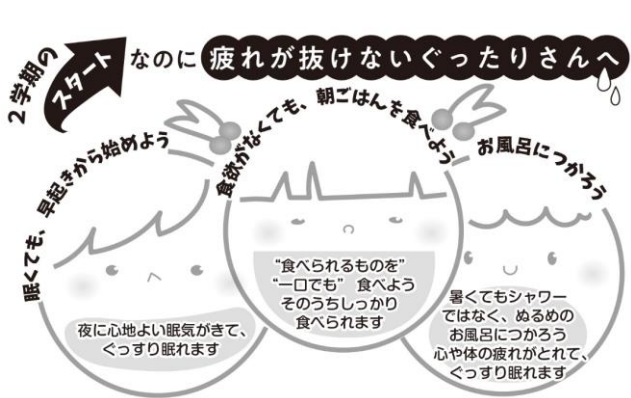 2学期の
スタート
なのに疲れが抜けないぐったりさんへ
眠くても、早起きから始めよう
夜に心地よい眠気がきて、
ぐっすり眠れます
食欲がなくても、朝ごはんを食べよう
“食べられるものを”
“一口でも” 食べよう
そのうちしっかり
食べられます
お風呂につかろう
暑くてもシャワー
ではなく、ぬるめの
お風呂につかろう
心や体の疲れがとれて、
ぐっすり眠れます